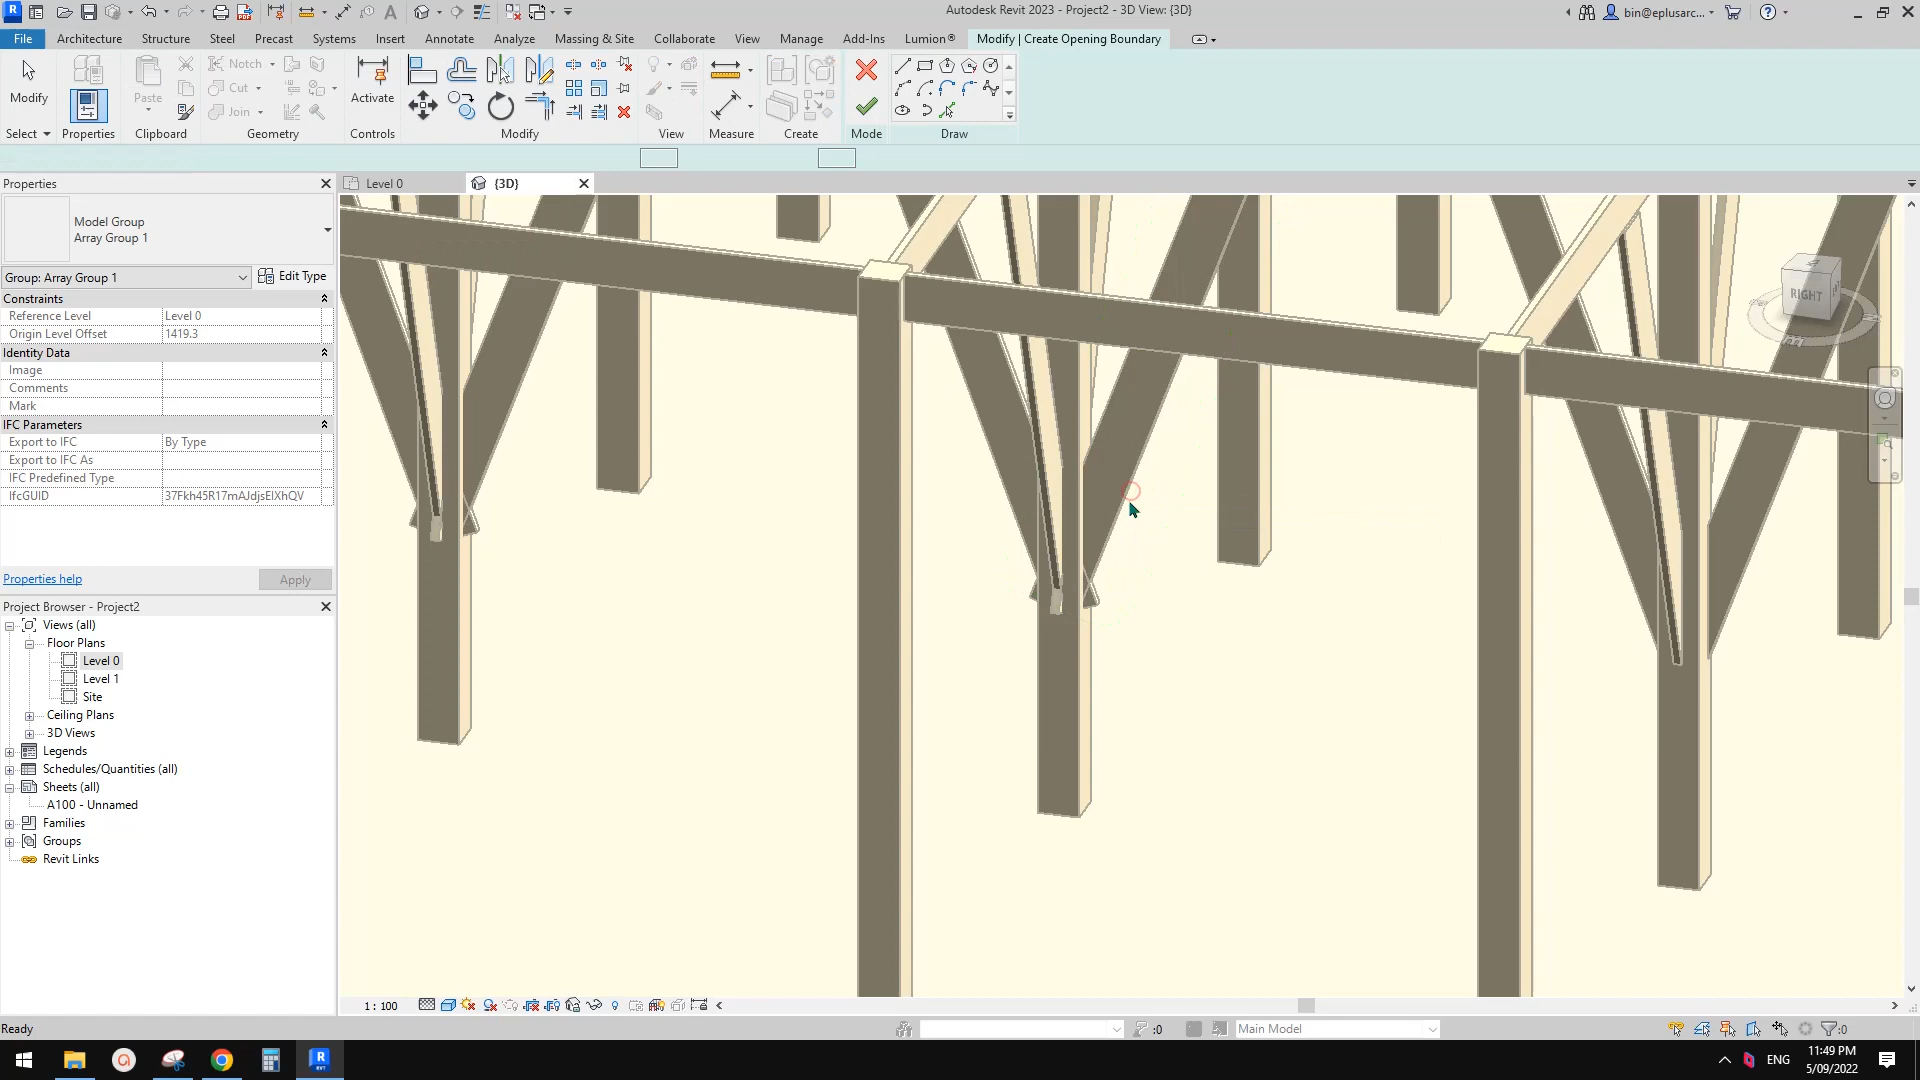 Autodesk Revit 2023 - Project2 - 3D View: {3D}
bin@eplusarc...
File
Architecture
Structure
Steel
Precast
Systems
Insert
Annotate
Analyze
Massing & Site
Collaborate
View
Manage
Add-Ins
Lumion®
Modify | Create Opening Boundary
Modify
Select
Properties
Paste
Clipboard
Notch
Cut
Join
Geometry
Activate
Controls
Modify
View
Measure
Create
Mode
Draw
Properties
Level 0
{3D}
Model Group
Array Group 1
Group: Array Group 1
Edit Type
Constraints
Reference Level
Level 0
Origin Level Offset
1419.3
Identity Data
Image
Comments
Mark
IFC Parameters
Export to IFC
By Type
Export to IFC As
IFC Predefined Type
IfcGUID
37Fkh45R17mAJdjsElXhQV
Properties help
Apply
Project Browser - Project2
Views (all)
Floor Plans
Level 0
Level 1
Site
Ceiling Plans
3D Views
Legends
Schedules/Quantities (all)
Sheets (all)
A100 - Unnamed
Families
Groups
Revit Links
RIGHT
1 : 100
Ready
:0
Main Model
:0
ENG
11:49 PM
5/09/2022